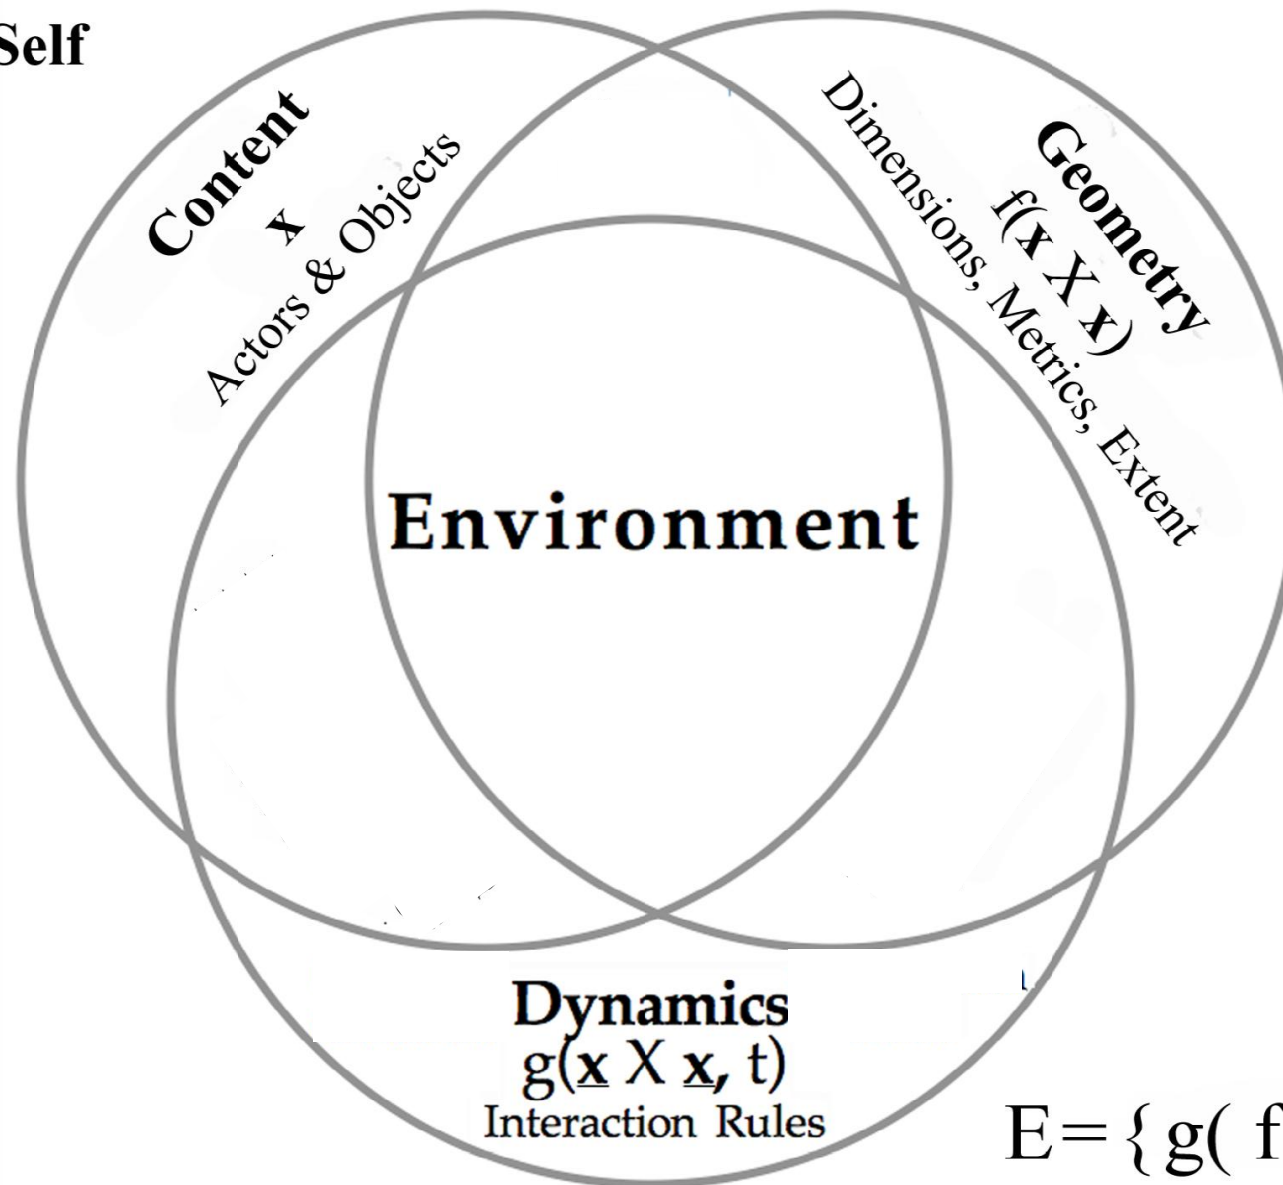 Self
Content
x
Actors & Objects
Geometry
f(x X x)
Dimensions, Metrics, Extent
Environment
Dynamics
g(x X x, t)
Interaction Rules
E={g( f